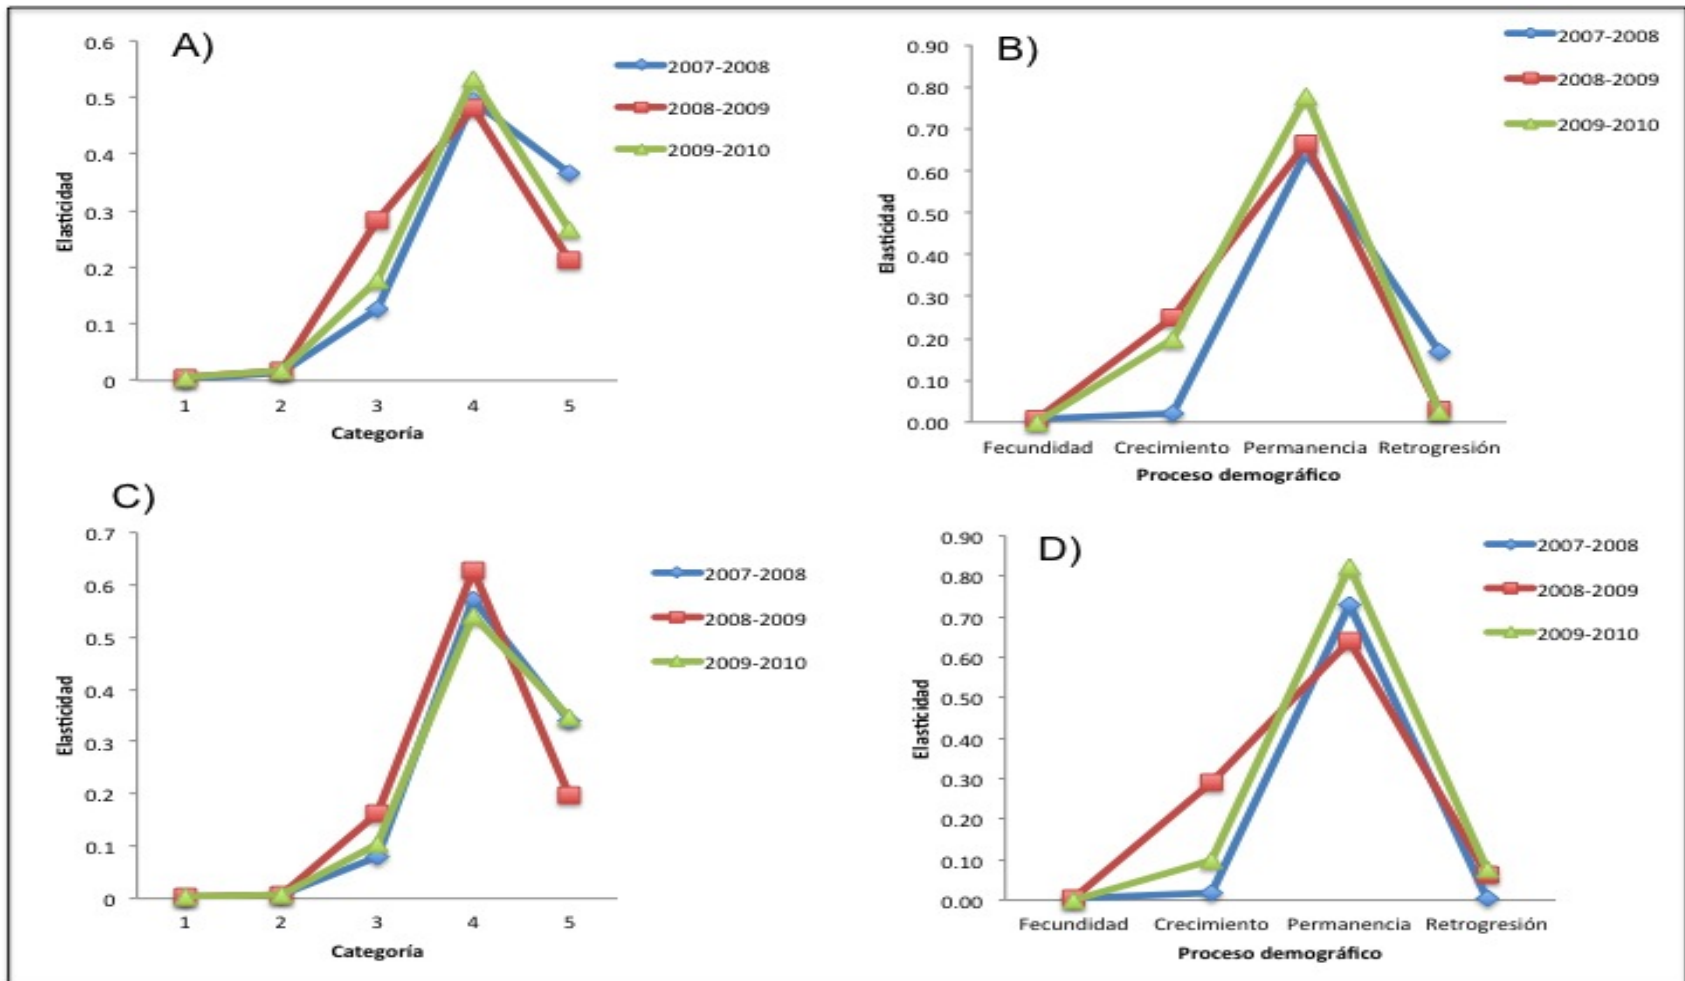 A)
0.6
0.5
0.4
0.3
0.2
0.1
0
Elasticidad
1 2 3 4 5
Categoría
2007-2008
2008-2009
2009-2010
B)
0.90
0.80
0.70
0.60
0.50
0.40
0.30
0.20
0.10
0.00
Elasticidad
Fecundidad Crecimiento Permanencia Retrogresión
Proceso demográfico
2007-2008
2008-2009
2009-2010
C)
0.7
0.6
0.5
0.4
0.3
0.2
0.1
0
Elasticidad
1 2 3 4 5
Categoría
2007-2008
2008-2009
2009-2010
D)
0.90
0.80
0.70
0.60
0.50
0.40
0.30
0.20
0.10
0.00
Elasticidad
Fecundidad Crecimiento Permanencia Retrogresión
Proceso demográfico
2007-2008
2008-2009
2009-2010